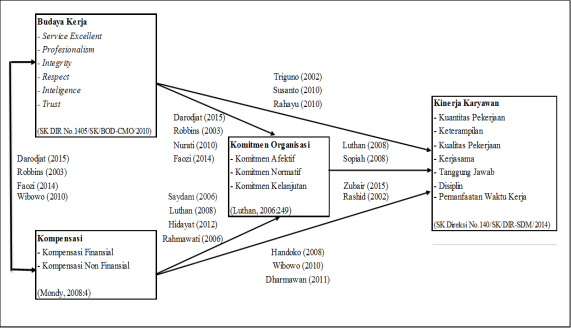 Budaya Kerja
- Service Excellent
- Profesionalism
- Integrity
- Respect
- Inteligence
- Trust
(SK DIR No.1405/SK/BOD-CMO/2010)
Triguno (2002)
Susanto (2010)
Rahayu (2010)
Darodjat (2015)
Robbins (2003)
Nurati (2010)
Faozi (2014)
Darodjat (2015)
Robbins (2003)
Faozi (2014)
Wibowo (2010)
Komitmen Organisasi
- Komitmen Afektif
- Komitmen Normatif
- Komitmen Kelanjutan
(Luthan, 2006:249)
Luthan (2008)
Sopiah (2008)
Zubair (2015)
Rashid (2002)
Kinerja Karyawan
- Kuantitas Pekerjaan
- Keterampilan
- Kualitas Pekerjaan
- Kerjasama
- Tanggung Jawab
- Disiplin
- Pemanfaatan Waktu Kerja
(SK Direksi No.140/SK/DIR-SDM/2014)
Saydam (2006)
Luthan (2008)
Hidayat (2012)
Rahmawati (2006)
Kompensasi
- Kompensasi Finansial
- Kompensasi Non Finansial
(Mondy, 2008:4)
Handoko (2008)
Wibowo (2010)
Dharmawan (2011)